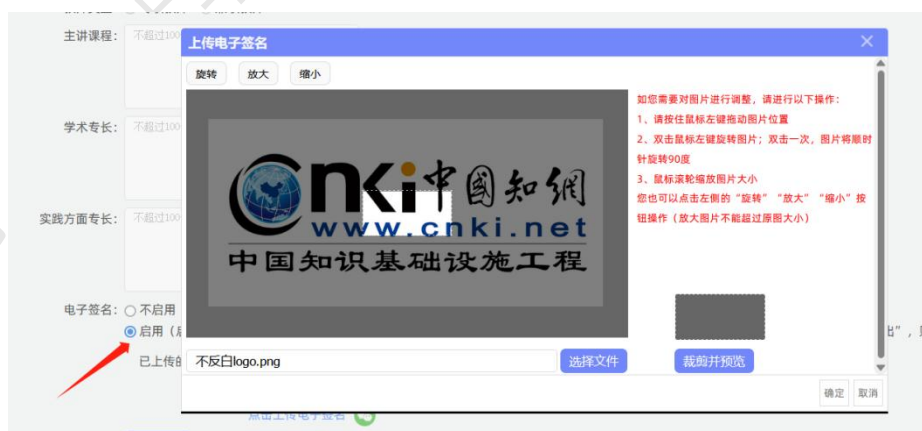 主讲课程：
不超过100
上传电子签名
旋转 放大 缩小
如您需要对图片进行调整，请进行以下操作：
1、请按住鼠标左键拖动图片位置
2、双击鼠标左键旋转图片；双击一次，图片将顺时
针旋转90度
3、鼠标滚轮缩放图片大小
您也可以点击左侧的“旋转”“放大”“缩小”按
钮操作（放大图片不能超过原图大小）
学术专长：
不超过100
cnki中国知网
www.cnki.net
中国知识基础设施工程
实践方面专长：
不超过100
电子签名：
不启用
启用（
出”，
已上传的
不反白logo.png
选择文件
裁剪并预览
确定 取消
点击上传电子签名